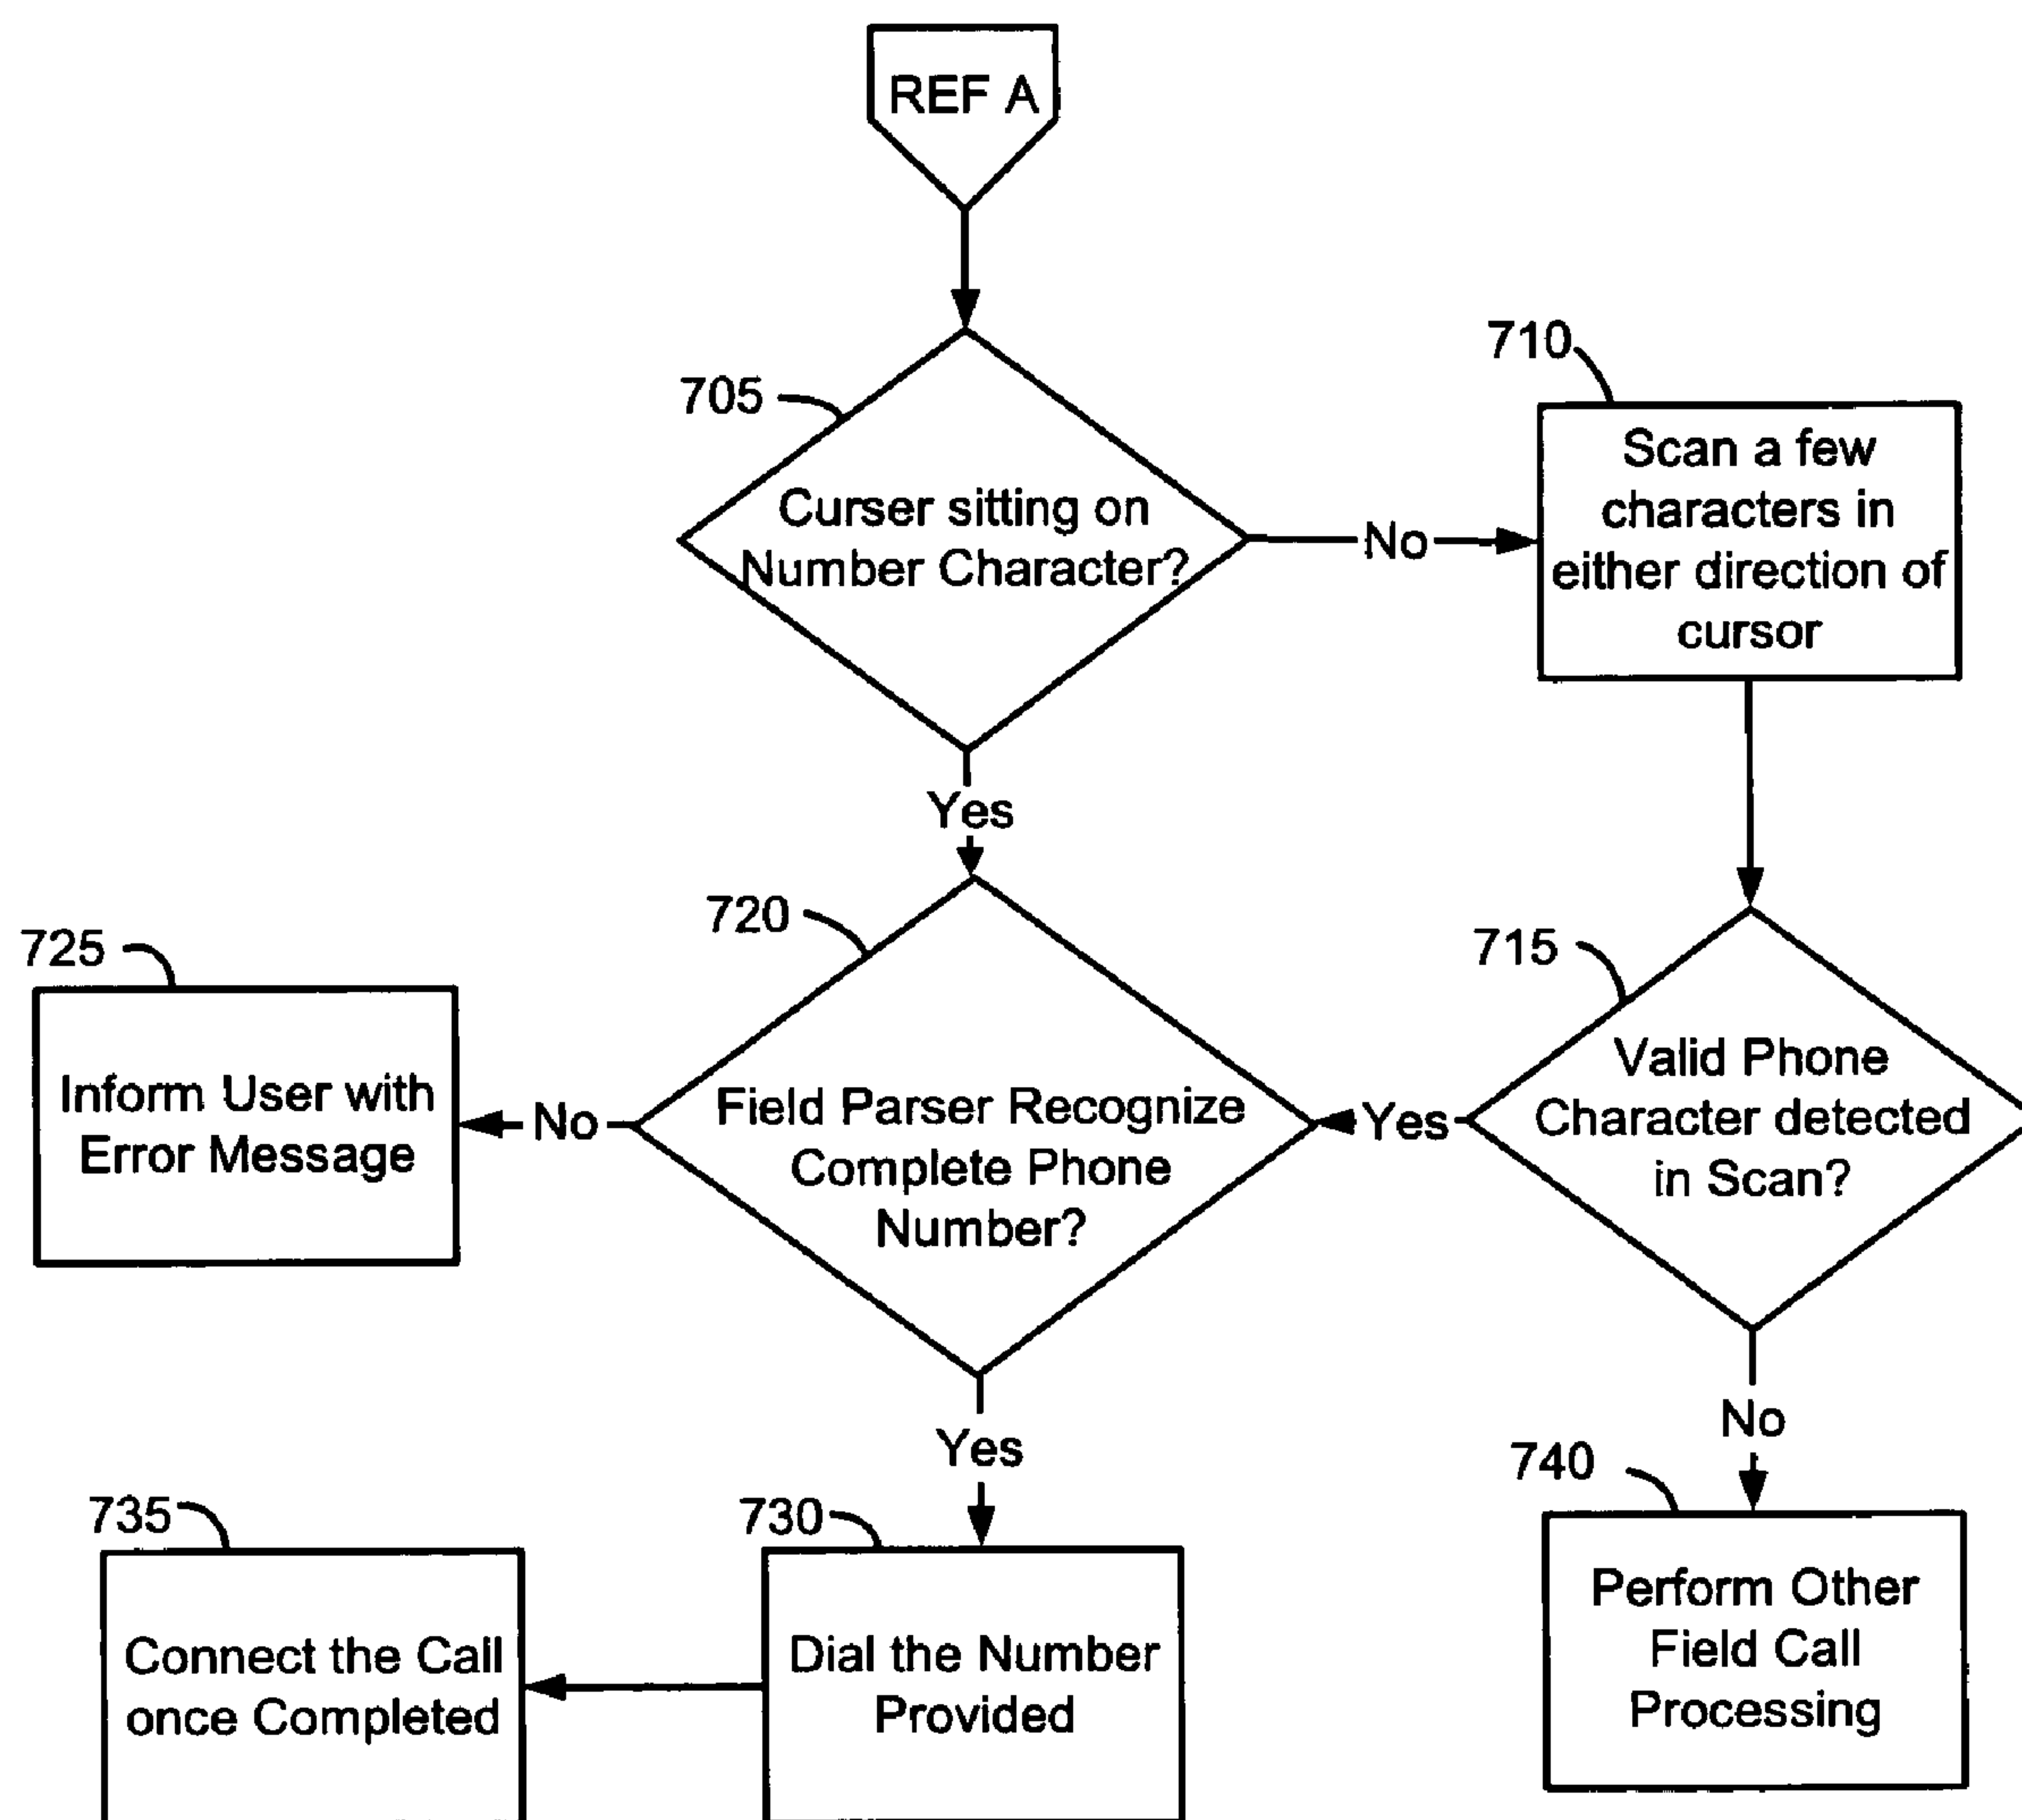 REF A
705
Curser sitting on
Number Character?
No
710
Scan a few
characters in
either direction of
cursor
Yes
720
Field Parser Recognize
Complete Phone
Number?
No
725
Inform User with
Error Message
Yes
715
Valid Phone
Character detected
in Scan?
Yes
730
Dial the Number
Provided
735
Connect the Call
once Completed
No
740
Perform Other
Field Call
Processing